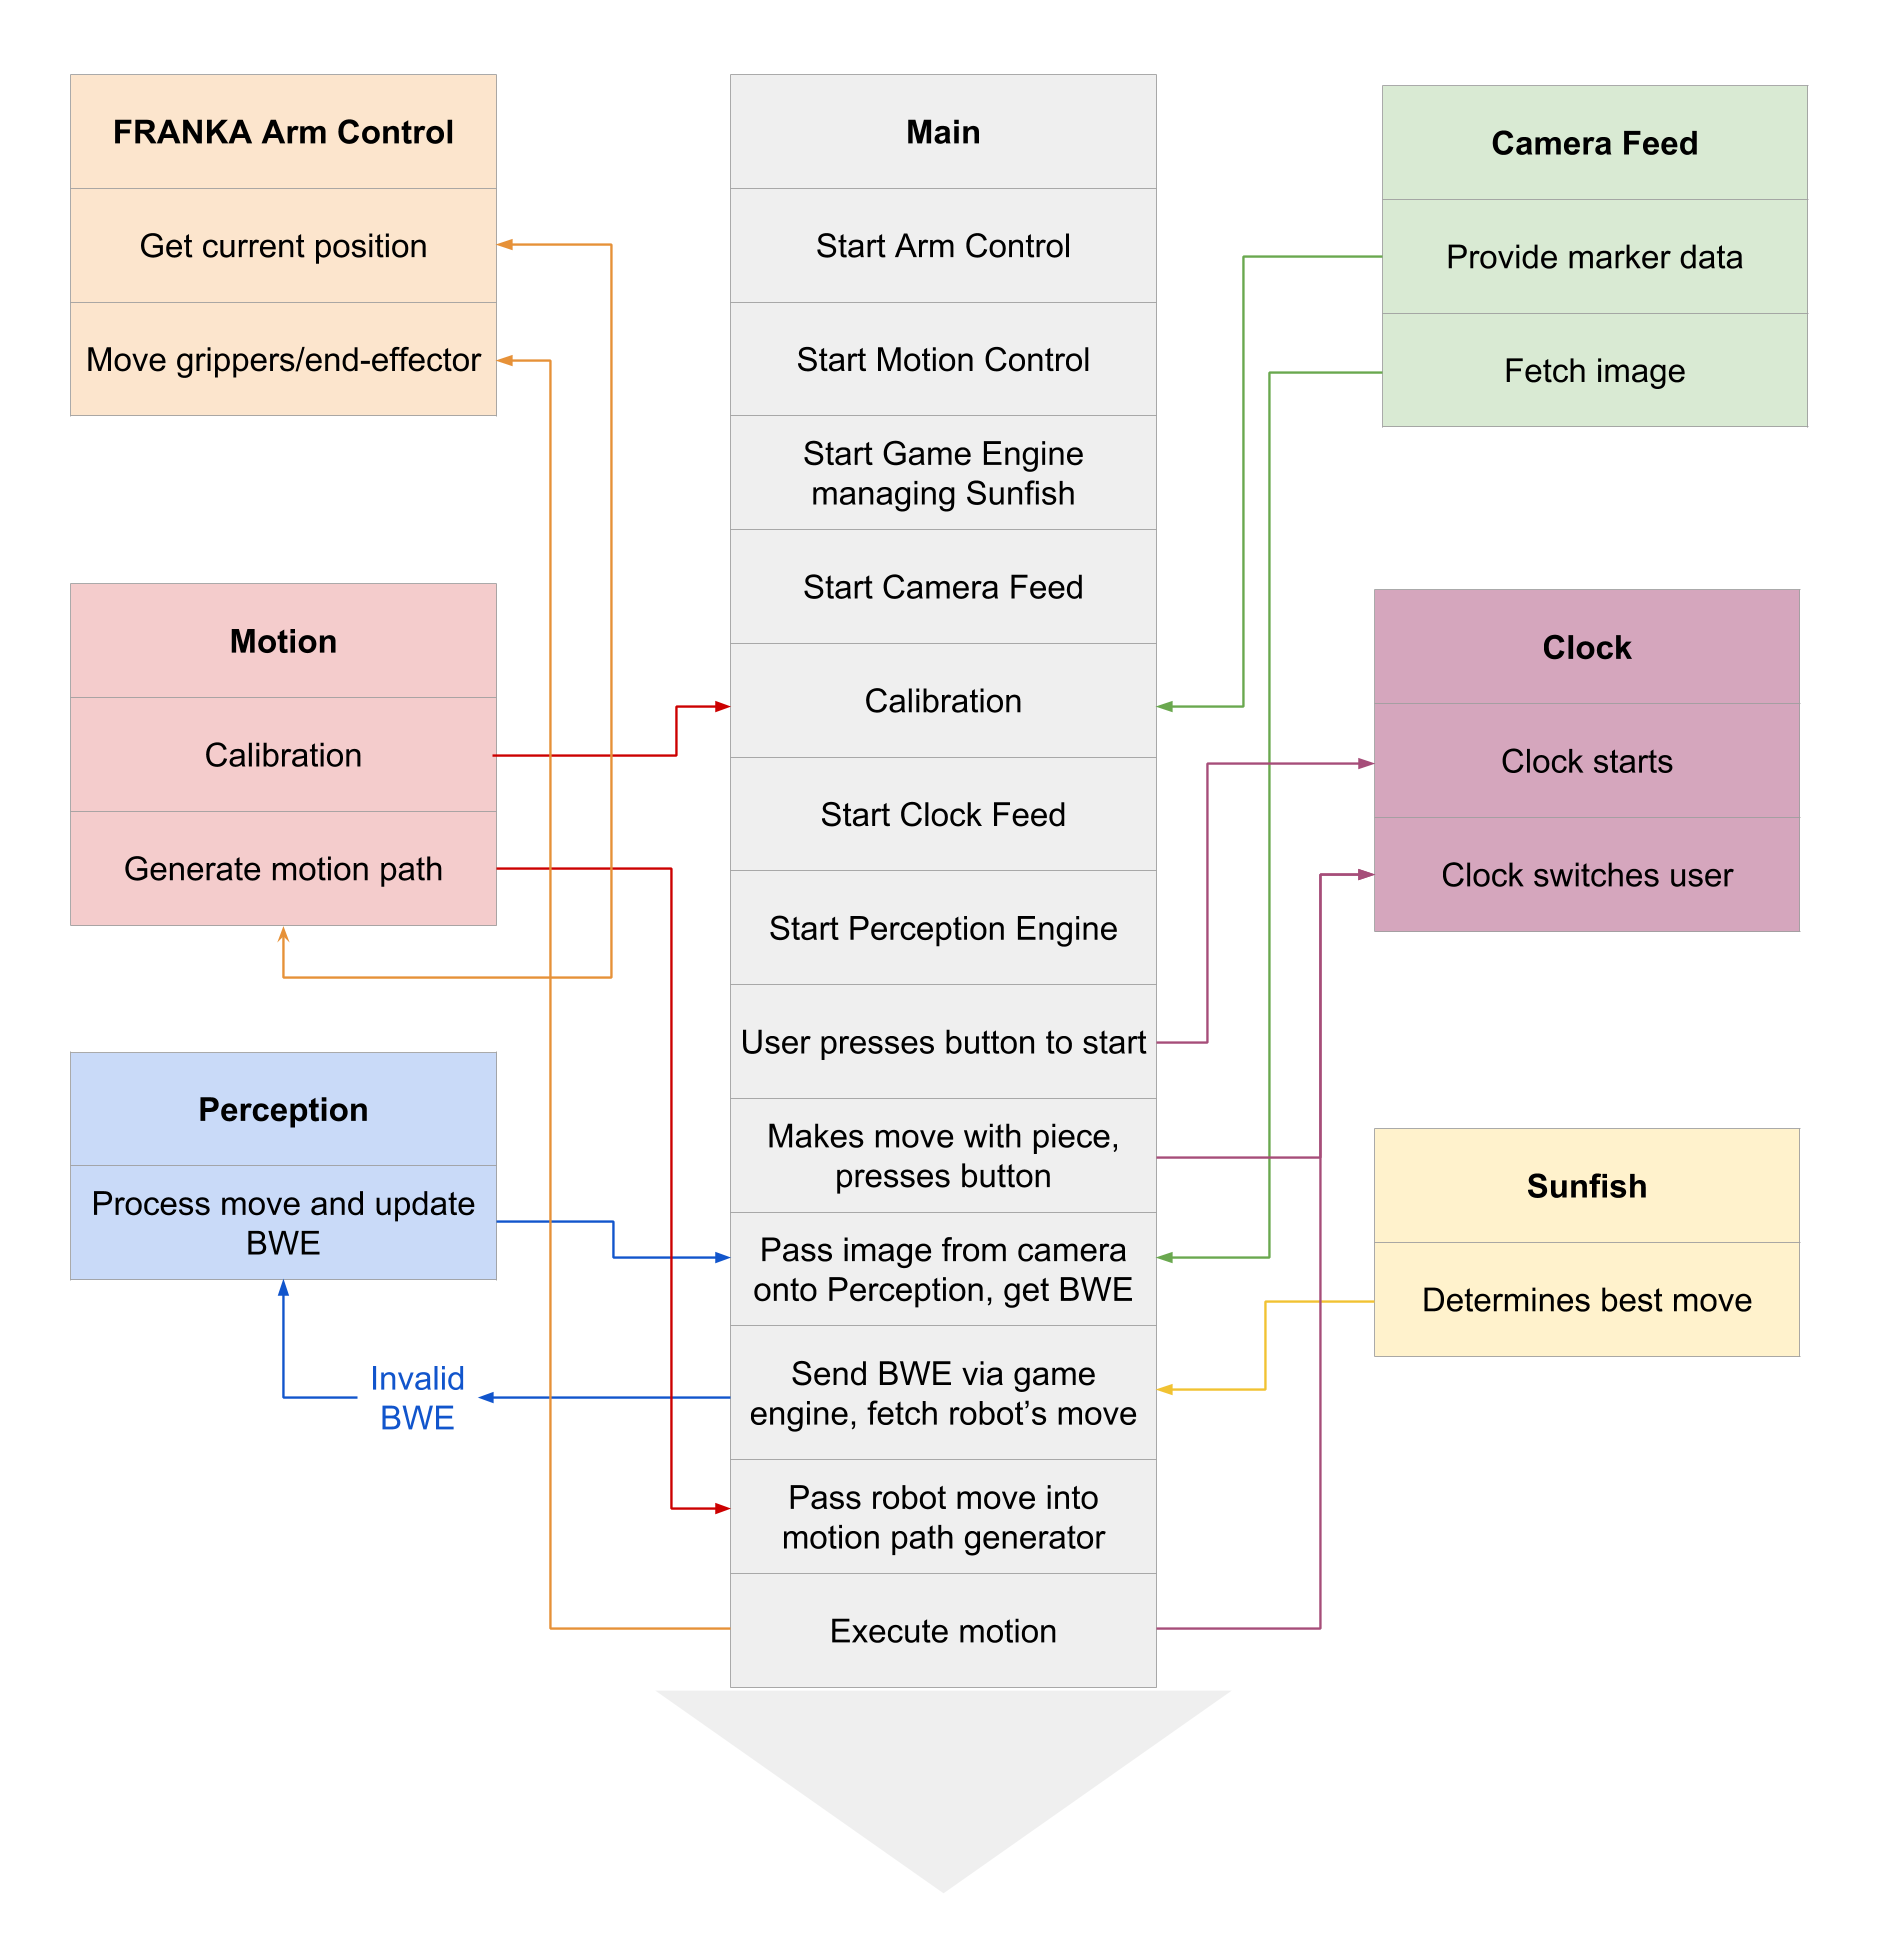 FRANKA Arm Control
Get current position
Move grippers/end-effector
Motion
Calibration
Generate motion path
Perception
Process move and update
BWE
Invalid
BWE
Main
Start Arm Control
Start Motion Control
Start Game Engine
managing Sunfish
Start Camera Feed
Calibration
Start Clock Feed
Start Perception Engine
User presses button to start
Makes move with piece,
presses button
Pass image from camera
onto Perception, get BWE
Send BWE via game
engine, fetch robot’s move
Pass robot move into
motion path generator
Execute motion
Camera Feed
Provide marker data
Fetch image
Clock
Clock starts
Clock switches user
Sunfish
Determines best move